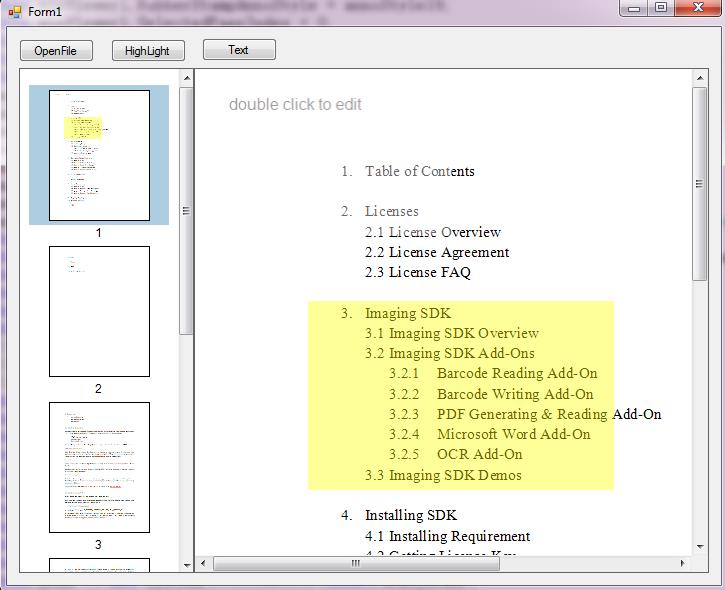 Form1
OpenFile
HighLight
Text
double click to edit
1. Table of Contents
2. Licenses
2.1 License Overview
2.2 License Agreement
2.3 License FAQ
3. Imaging SDK
3.1 Imaging SDK Overview
3.2 Imaging SDK Add-Ons
3.2.1 Barcode Reading Add-On
3.2.2 Barcode Writing Add-On
3.2.3 PDF Generating & Reading Add-On
3.2.4 Microsoft Word Add-On
3.2.5 OCR Add-On
3.3 Imaging SDK Demos
4. Installing SDK
4.1 Installing Requirement
4.2 Getting License Key
1
2
3